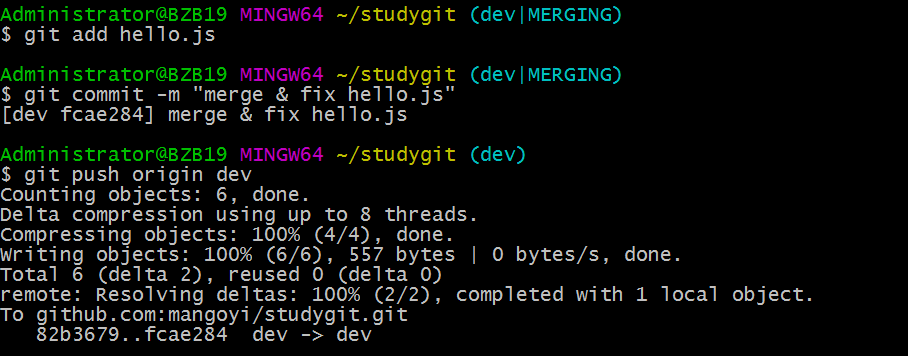 Administrator@BZB19 MINGW64 ~/studygit (dev|MERGING)
$ git add hello.js
Administrator@BZB19 MINGW64 ~/studygit (dev|MERGING)
$ git commit -m "merge & fix hello.js"
[dev fcae284] merge & fix hello.js
Administrator@BZB19 MINGW64 ~/studygit (dev)
$ git push origin dev
Counting objects: 6, done.
Delta compression using up to 8 threads.
Compressing objects: 100% (4/4), done.
Writing objects: 100% (6/6), 557 bytes | 0 bytes/s, done.
Total 6 (delta 2), reused 0 (delta 0)
remote: Resolving deltas: 100% (2/2), completed with 1 local object.
To github.com:mangoyi/studygit.git
   82b3679..fcae284  dev -> dev